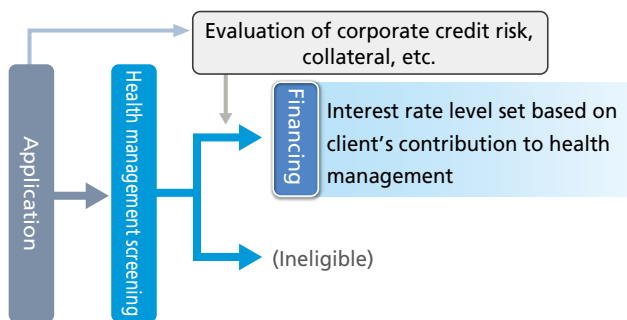 Evaluation of corporate credit risk,
collateral, etc.
Application
Health management screening
Financing
Interest rate level set based on
client's contribution to health
management
(Ineligible)